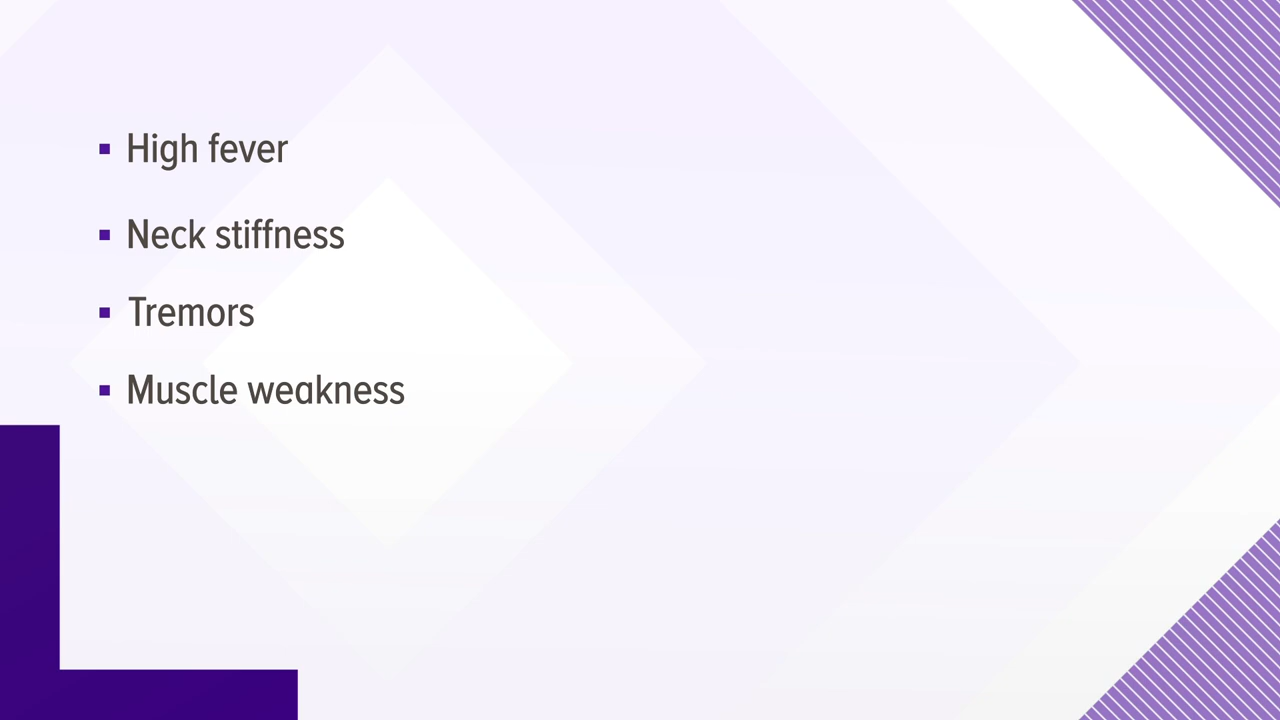 ▪ High fever
▪ Neck stiffness
▪ Tremors
▪ Muscle weakness